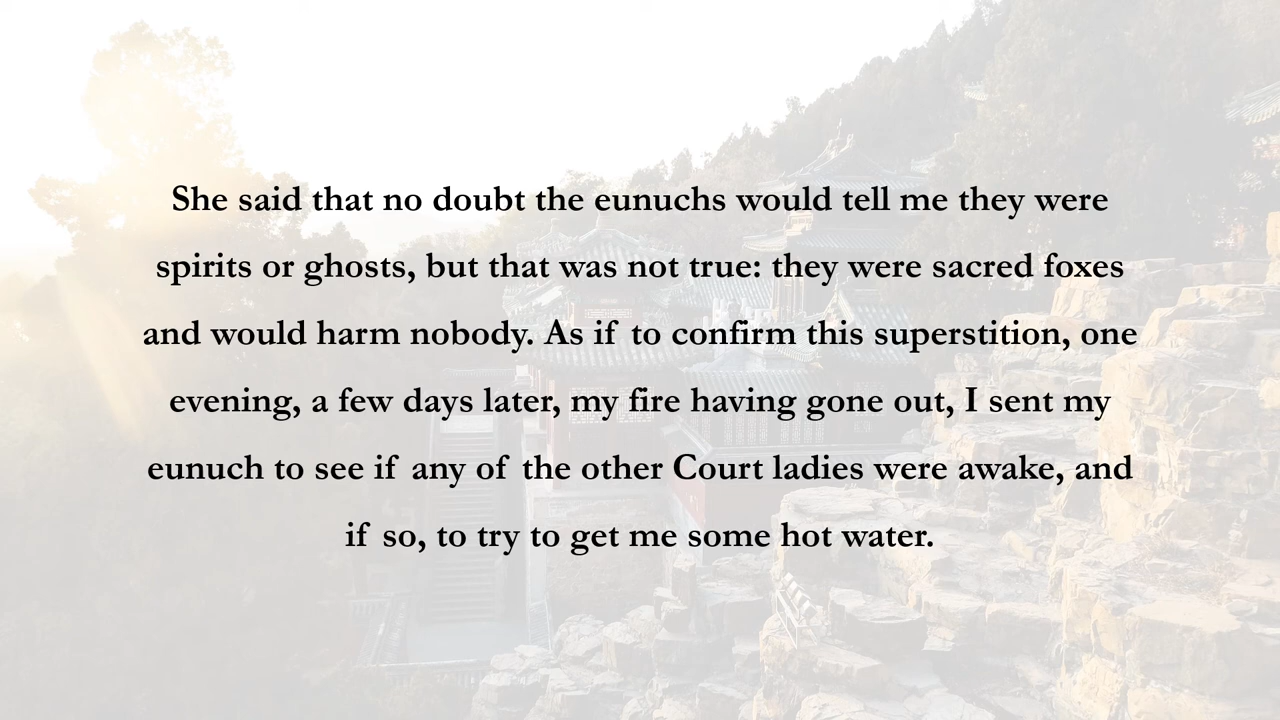 She said that no doubt the eunuchs would tell me they were
spirits or ghosts, but that was not true: they were sacred foxes
and would harm nobody. As if to confirm this superstition, one
evening, a few days later, my fire having gone out, I sent my
eunuch to see if any of the other Court ladies were awake, and
if so, to try to get me some hot water.